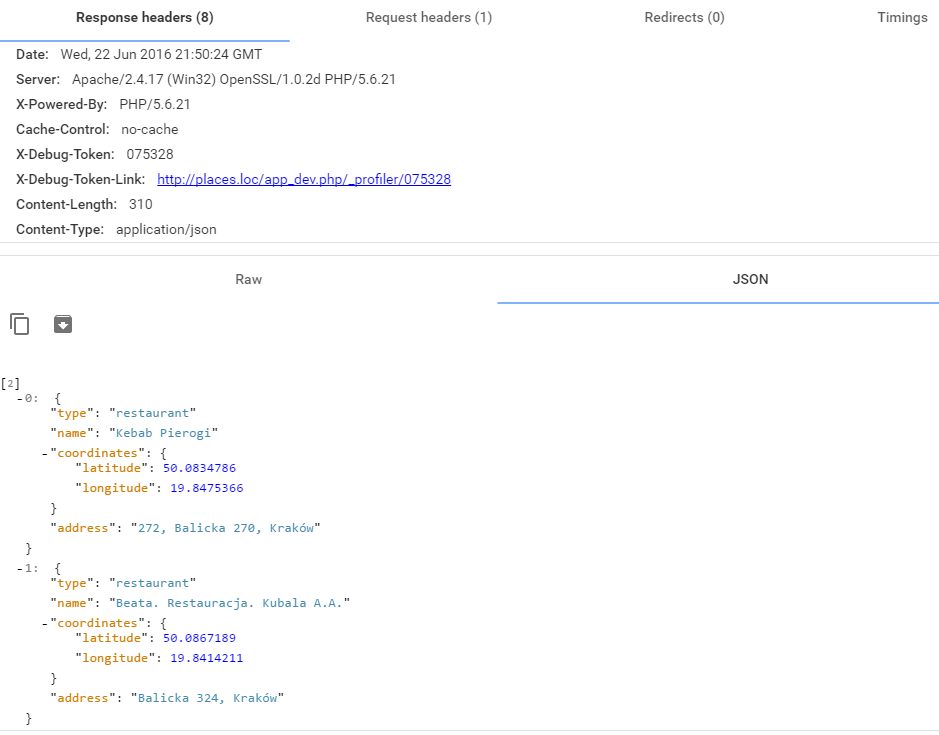 Response headers (8) Request headers (1) Redirects (0) Timings
Date: Wed, 22 Jun 2016 21:50:24 GMT
Server: Apache/2.4.17 (Win32) OpenSSL/1.0.2d PHP/5.6.21
X-Powered-By: PHP/5.6.21
Cache-Control: no-cache
X-Debug-Token: 075328
X-Debug-Token-Link: http://places.loc/app_dev.php/_profiler/075328
Content-Length: 310
Content-Type: application/json
Raw JSON
[2]
-0: {
"type": "restaurant"
"name": "Kebab Pierogi"
-"coordinates": {
"latitude": 50.0834786
"longitude": 19.8475366
}
"address": "272, Balicka 270, Kraków"
}
-1: {
"type": "restaurant"
"name": "Beata. Restauracja. Kubala A.A."
-"coordinates": {
"latitude": 50.0867189
"longitude": 19.8414211
}
"address": "Balicka 324, Kraków"
}